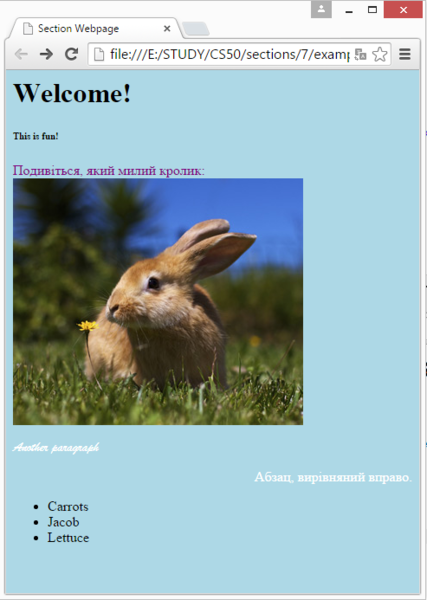 Section Webpage
file:///E:/STUDY/CS50/sections/7/examp
Welcome!
This is fun!
Подивіться, який милий кролик:
Another paragraph
Абзац, вирівняний вправо.
Carrots
Jacob
Lettuce